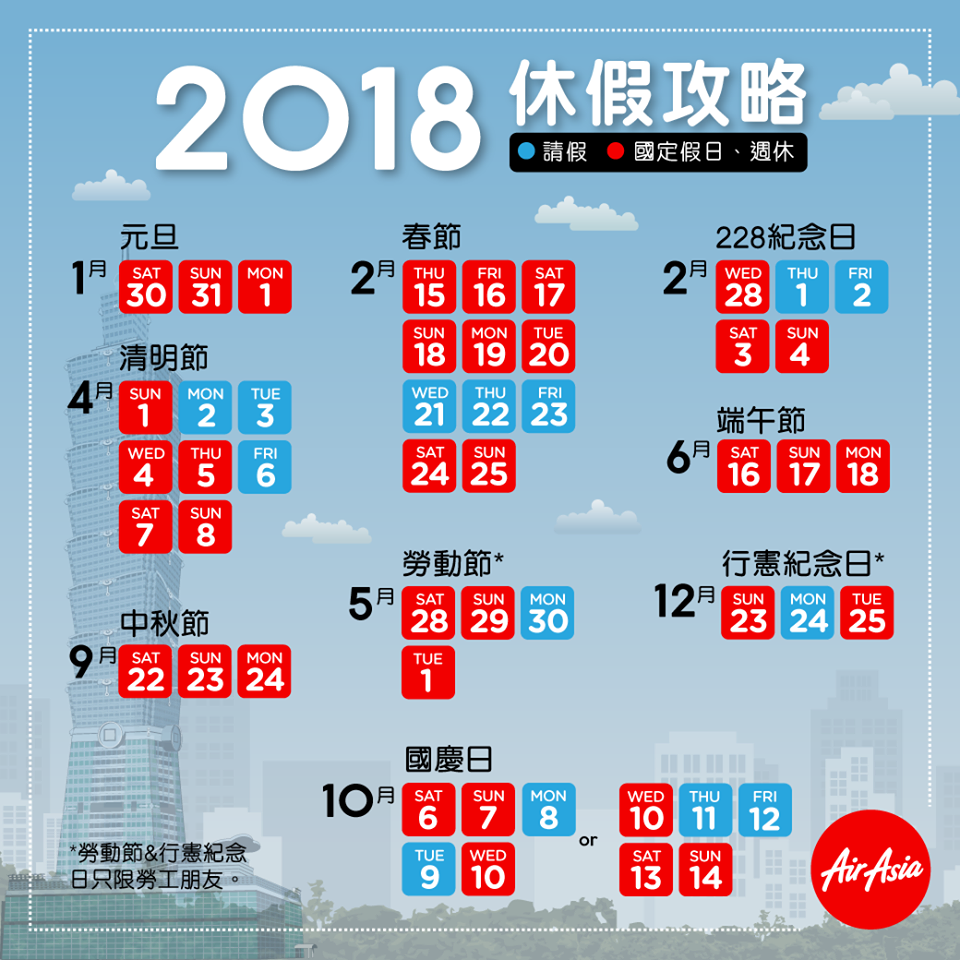 2018 休假攻略
請假 國定假日、週休
元旦
1月 SAT 30 SUN 31 MON 1
春節
2月 THU 15 FRI 16 SAT 17
SUN 18 MON 19 TUE 20
WED 21 THU 22 FRI 23
SAT 24 SUN 25
228紀念日
2月 WED 28 THU 1 FRI 2
SAT 3 SUN 4
清明節
4月 SUN 1 MON 2 TUE 3
WED 4 THU 5 FRI 6
SAT 7 SUN 8
端午節
6月 SAT 16 SUN 17 MON 18
勞動節*
5月 SAT 28 SUN 29 MON 30
TUE 1
行憲紀念日*
12月 SUN 23 MON 24 TUE 25
中秋節
9月 SAT 22 SUN 23 MON 24
國慶日
10月 SAT 6 SUN 7 MON 8
TUE 9 WED 10
or
WED 10 THU 11 FRI 12
SAT 13 SUN 14
*勞動節&行憲紀念
日只限勞工朋友。
AirAsia